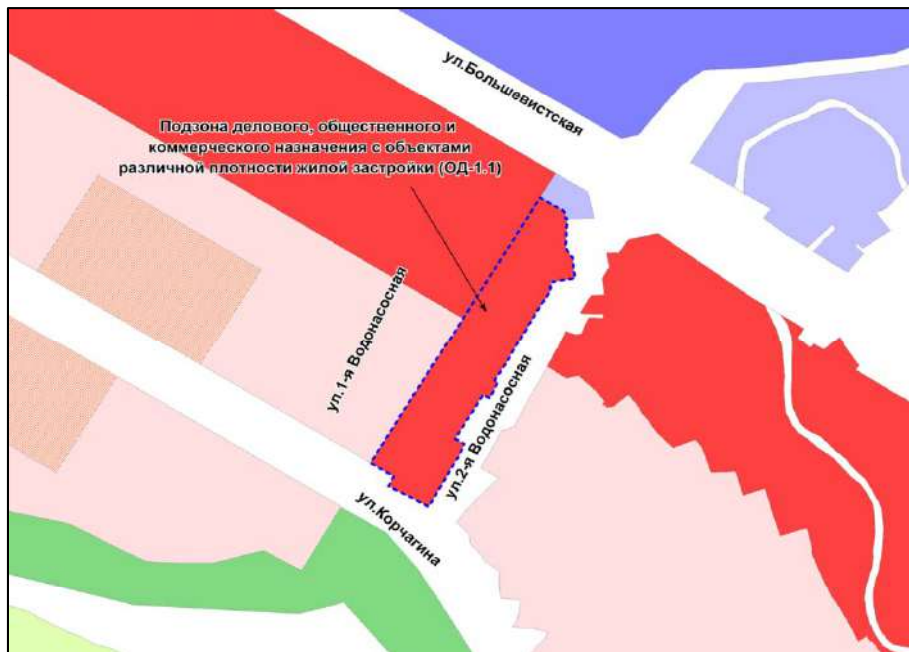 ул.Большевистская
Подзона делового, общественного и
коммерческого назначения с объектами
различной плотности жилой застройки (ОД-1.1)
ул.1-я Водонасосная
ул.2-я Водонасосная
ул.Корчагина